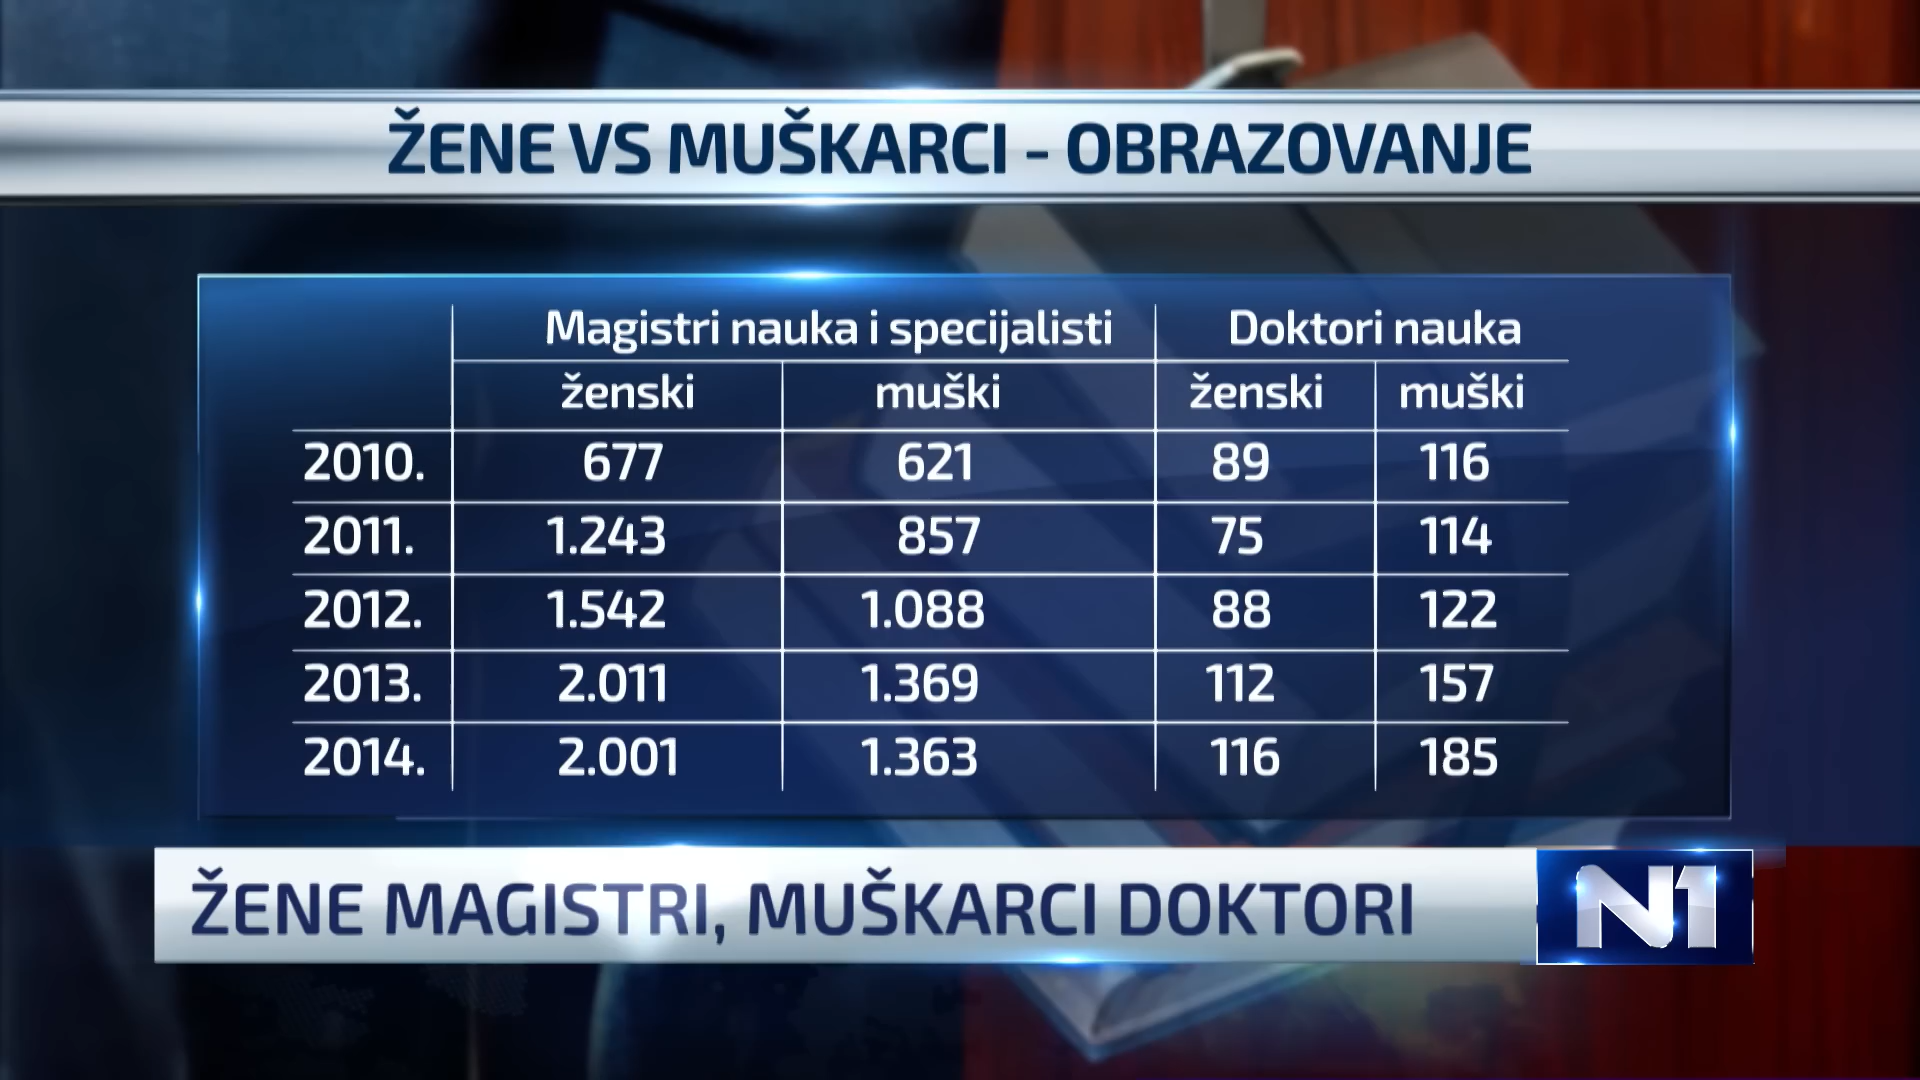 ŽENE VS MUŠKARCI - OBRAZOVANJE
Magistri nauka i specijalisti Doktori nauka
ženski muški ženski muški
2010. 677 621 89 116
2011. 1.243 857 75 114
2012. 1.542 1.088 88 122
2013. 2.011 1.369 112 157
2014. 2.001 1.363 116 185
ŽENE MAGISTRI, MUŠKARCI DOKTORI
N1